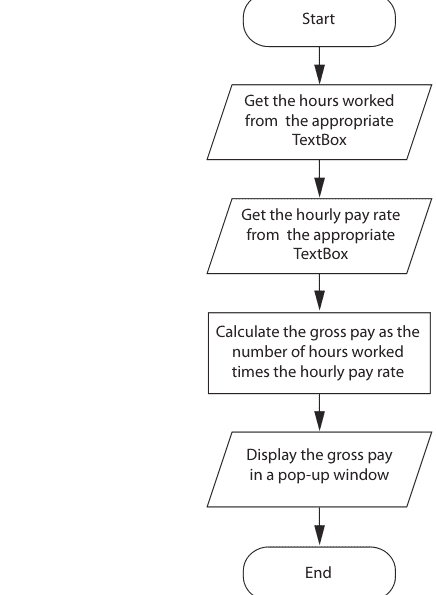 Start
Get the hours worked
from the appropriate
TextBox
Get the hourly pay rate
from the appropriate
TextBox
Calculate the gross pay as the
number of hours worked
times the hourly pay rate
Display the gross pay
in a pop-up window
End